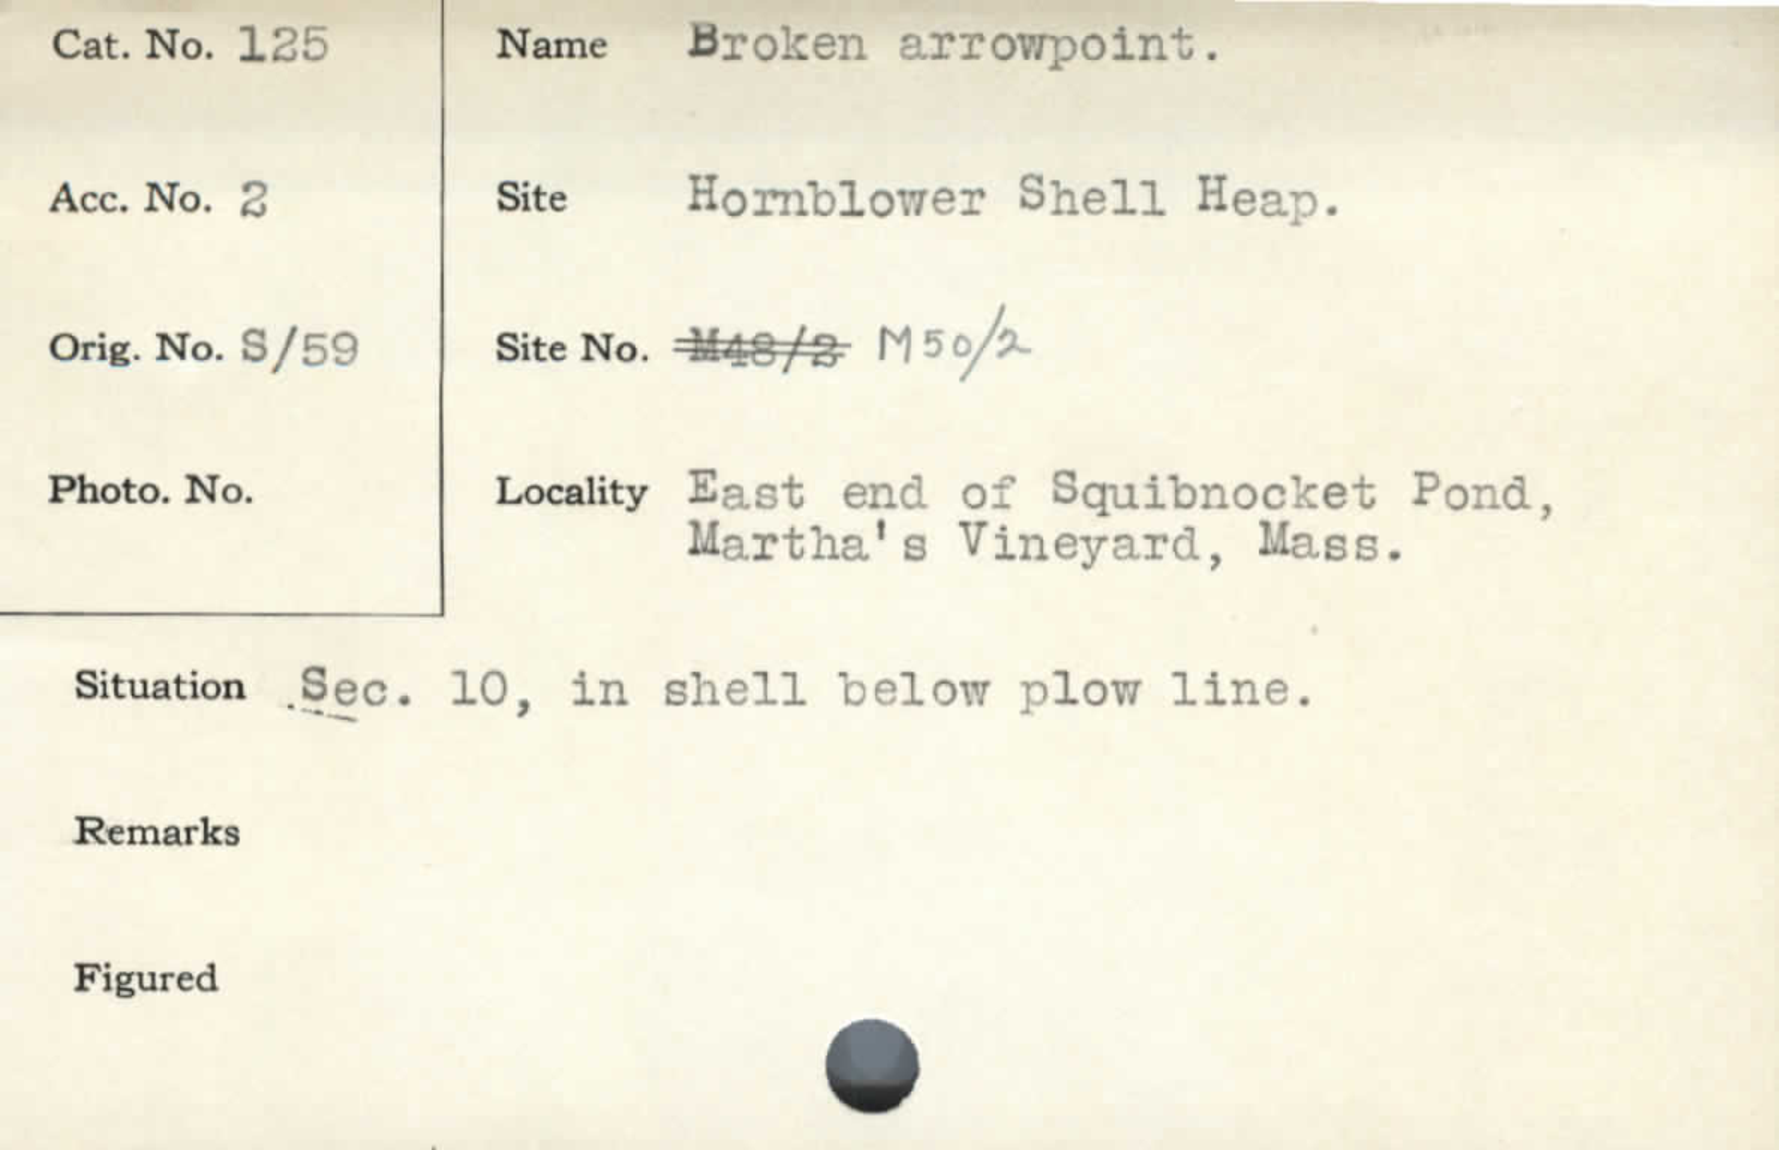 Cat. No. 125
Name Broken arrowpoint.
Acc. No. 2
Site Hornblower Shell Heap.
Orig. No. S/59
Site No. M48/2 M50/2
Photo. No.
Locality East end of Squibnocket Pond,
Martha's Vineyard, Mass.
Situation Sec. 10, in shell below plow line.
Remarks
Figured